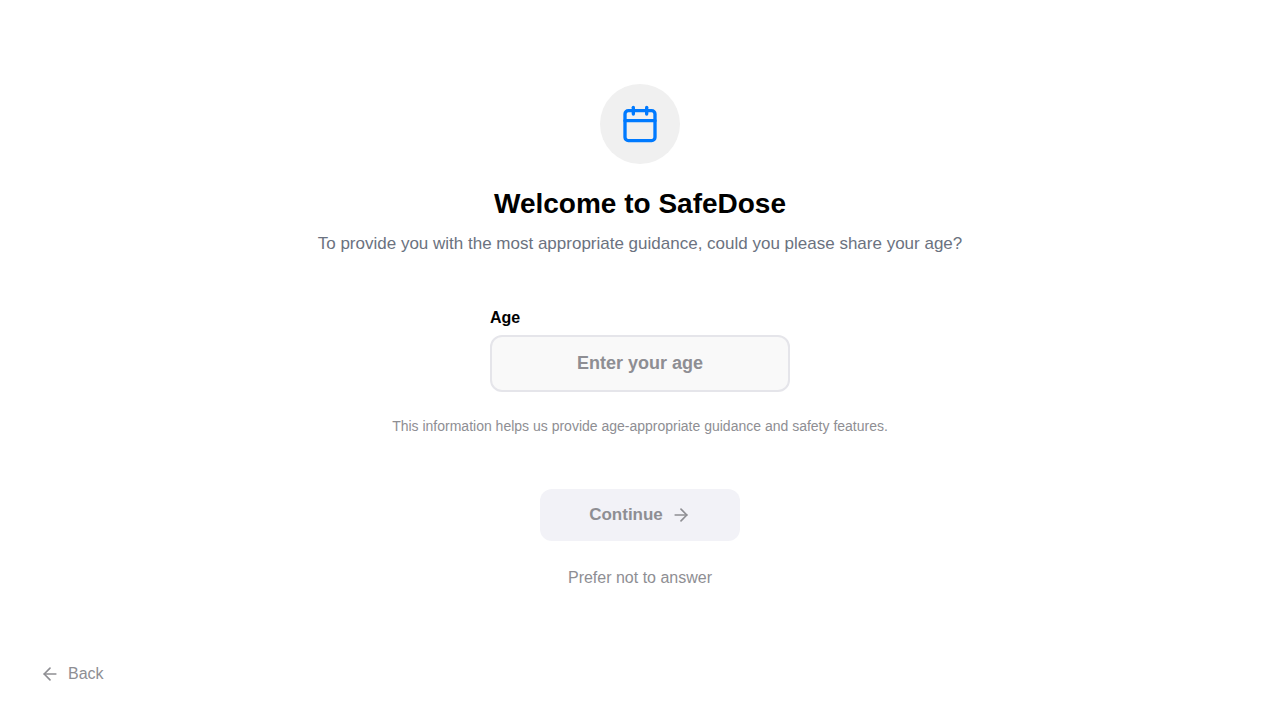 Welcome to SafeDose
To provide you with the most appropriate guidance, could you please share your age?
Age
Enter your age
This information helps us provide age-appropriate guidance and safety features.
Continue
Prefer not to answer
Back